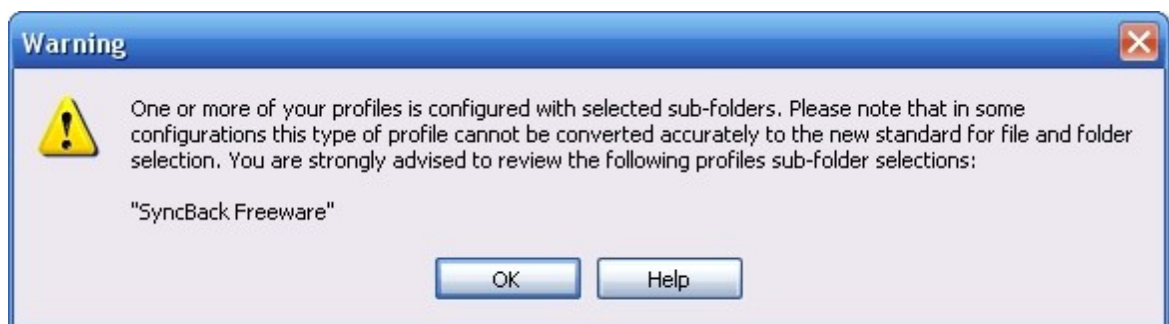 Warning
One or more of your profiles is configured with selected sub-folders. Please note that in some
configurations this type of profile cannot be converted accurately to the new standard for file and folder
selection. You are strongly advised to review the following profiles sub-folder selections:
"SyncBack Freeware"
OK Help